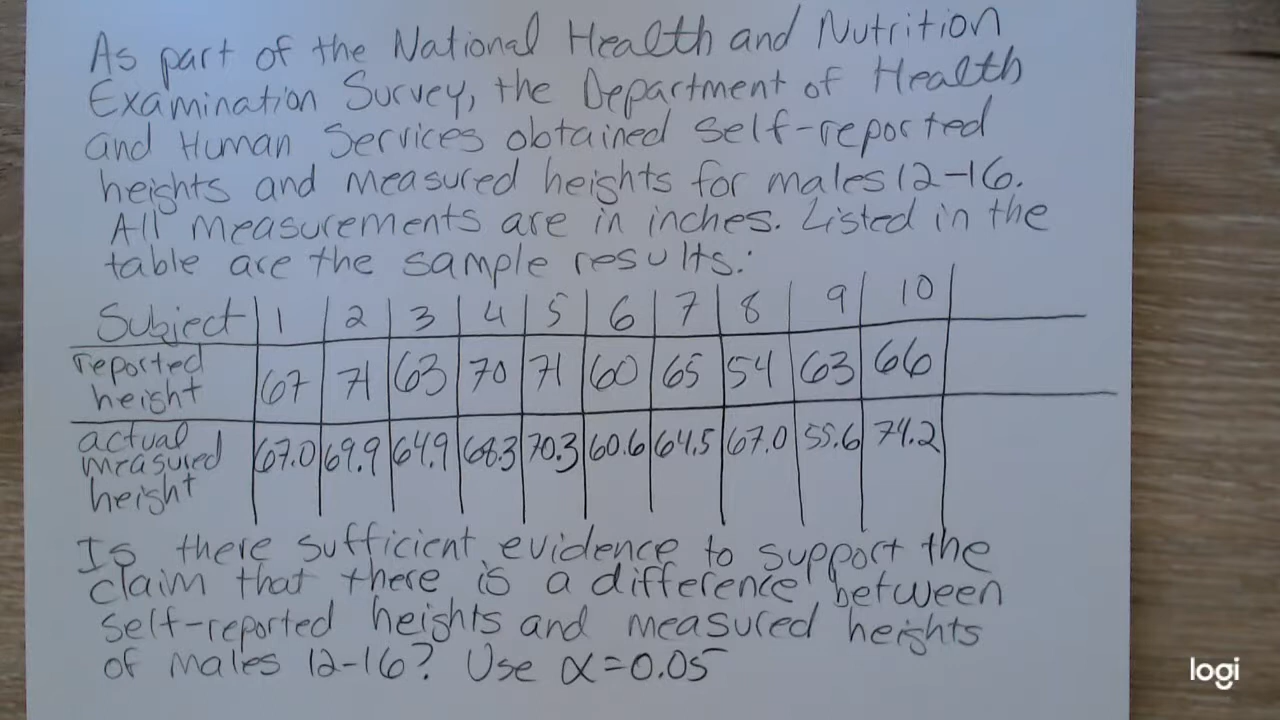 As part of the National Health and Nutrition
Examination Survey, the Department of Health
and Human Services obtained self-reported
heights and measured heights for males 12-16.
All measurements are in inches. Listed in the
table are the sample results:
Subject 1 2 3 4 5 6 7 8 9 10
reported height 67 71 63 70 71 60 65 54 63 66
actual measured height 67.0 69.9 64.9 68.3 70.3 60.6 64.5 67.0 55.6 74.2
Is there sufficient evidence to support the
claim that there is a difference between
self-reported heights and measured heights
of males 12-16? Use α=0.05
logi